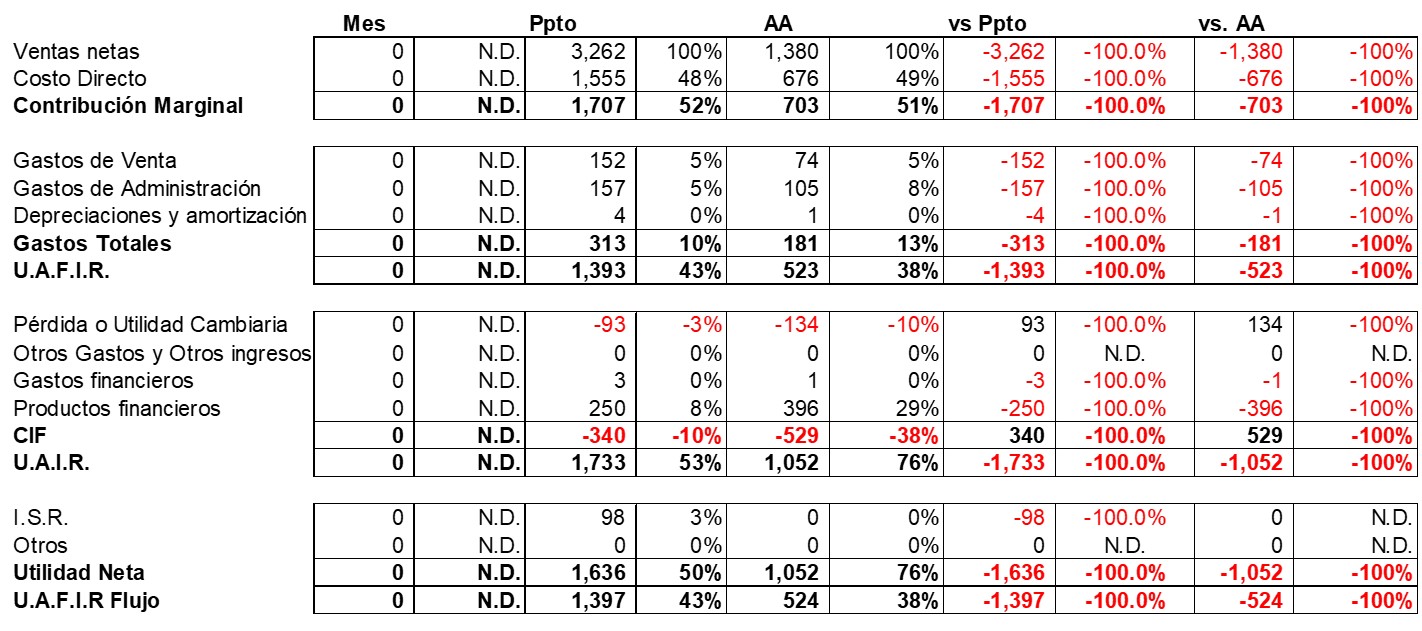 Mes Ppto AA vs Ppto vs. AA
Ventas netas 0 N.D. 3,262 100% 1,380 100% -3,262 -100.0% -1,380 -100%
Costo Directo 0 N.D. 1,555 48% 676 49% -1,555 -100.0% -676 -100%
Contribución Marginal 0 N.D. 1,707 52% 703 51% -1,707 -100.0% -703 -100%
Gastos de Venta 0 N.D. 152 5% 74 5% -152 -100.0% -74 -100%
Gastos de Administración 0 N.D. 157 5% 105 8% -157 -100.0% -105 -100%
Depreciaciones y amortización 0 N.D. 4 0% 1 0% -4 -100.0% -1 -100%
Gastos Totales 0 N.D. 313 10% 181 13% -313 -100.0% -181 -100%
U.A.F.I.R. 0 N.D. 1,393 43% 523 38% -1,393 -100.0% -523 -100%
Pérdida o Utilidad Cambiaria 0 N.D. -93 -3% -134 -10% 93 -100.0% 134 -100%
Otros Gastos y Otros ingresos 0 N.D. 0 0% 0 0% 0 N.D. 0 N.D.
Gastos financieros 0 N.D. 3 0% 1 0% -3 -100.0% -1 -100%
Productos financieros 0 N.D. 250 8% 396 29% -250 -100.0% -396 -100%
CIF 0 N.D. -340 -10% -529 -38% 340 -100.0% 529 -100%
U.A.I.R. 0 N.D. 1,733 53% 1,052 76% -1,733 -100.0% -1,052 -100%
I.S.R. 0 N.D. 98 3% 0 0% -98 -100.0% 0 N.D.
Otros 0 N.D. 0 0% 0 0% 0 N.D. 0 N.D.
Utilidad Neta 0 N.D. 1,636 50% 1,052 76% -1,636 -100.0% -1,052 -100%
U.A.F.I.R Flujo 0 N.D. 1,397 43% 524 38% -1,397 -100.0% -524 -100%